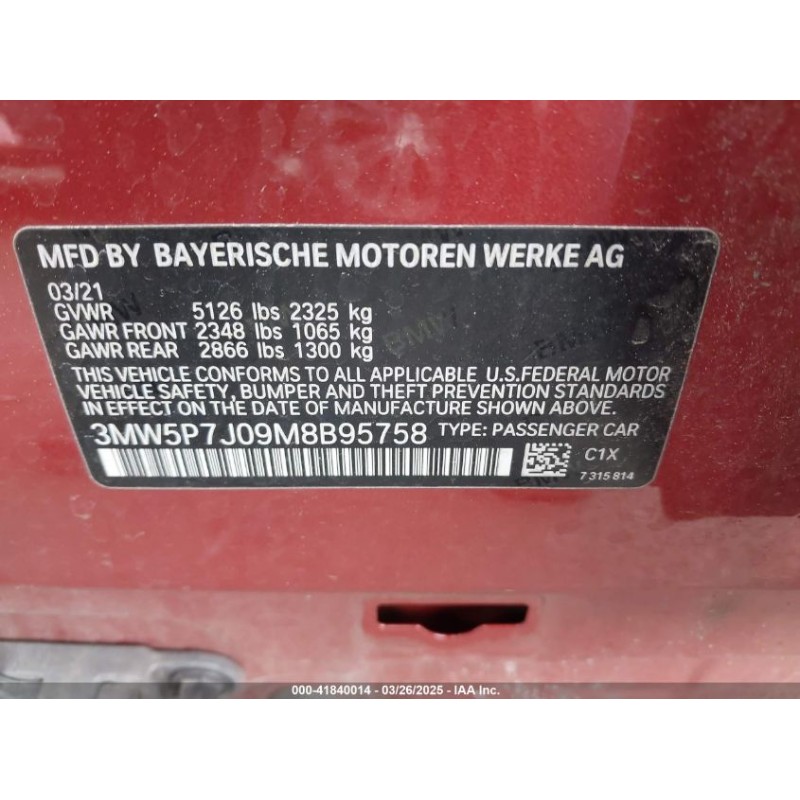 MFD BY BAYERISCHE MOTOREN WERKE AG
03/21
GVWR 5126 lbs 2325 kg
GAWR FRONT 2348 lbs 1065 kg
GAWR REAR 2866 lbs 1300 kg
THIS VEHICLE CONFORMS TO ALL APPLICABLE U.S.FEDERAL MOTOR
VEHICLE SAFETY, BUMPER AND THEFT PREVENTION STANDARDS
IN EFFECT ON THE DATE OF MANUFACTURE SHOWN ABOVE.
3MW5P7J09M8B95758 TYPE: PASSENGER CAR
C1X
7 315 814
000-41840014 - 03/26/2025 - IAA Inc.